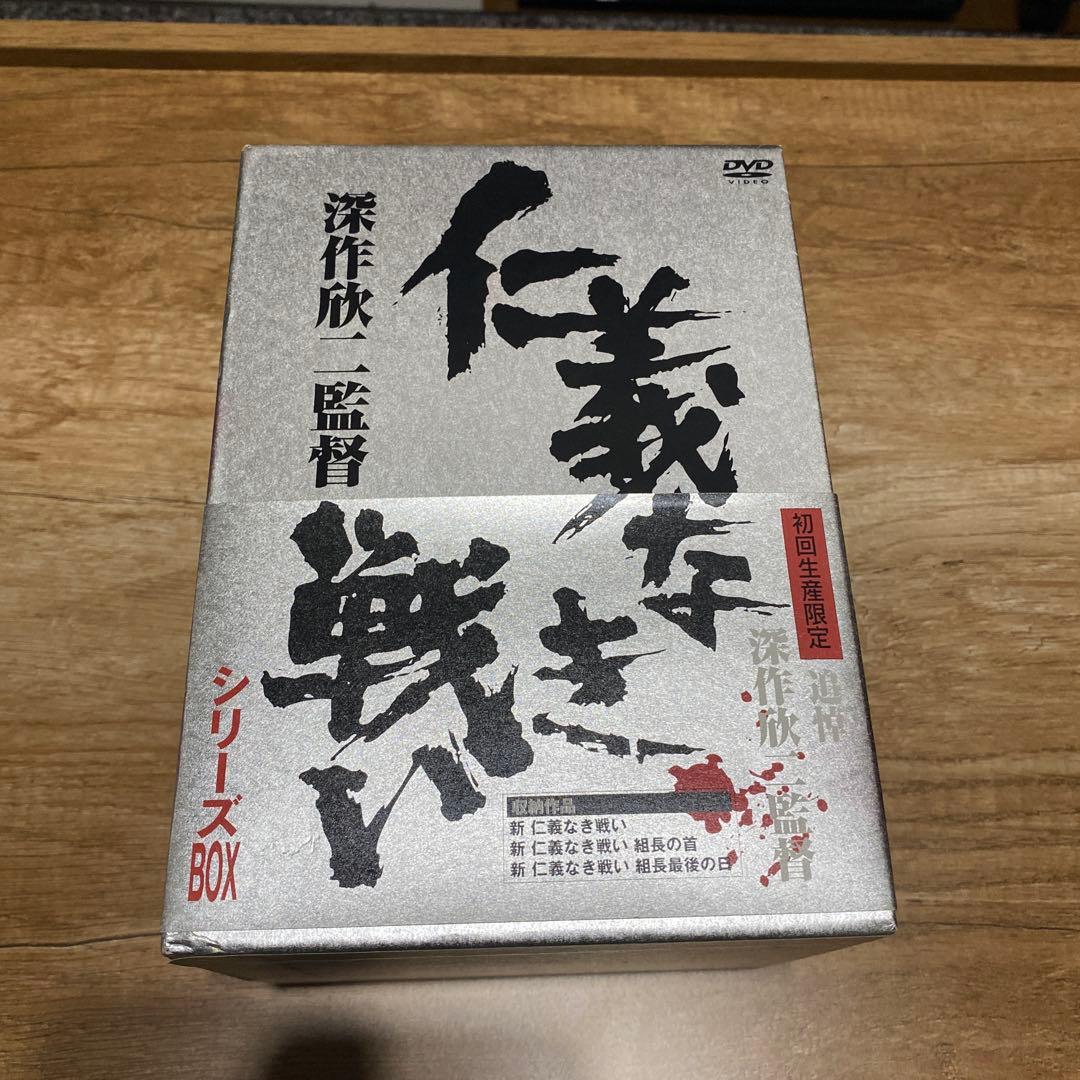 DVD
VIDEO
仁義なき
戦い
深作欣二監督
初回生産限定
追悼
深作欣二監督
シリーズBOX
収納作品
新 仁義なき戦い
新 仁義なき戦い 組長の首
新 仁義なき戦い 組長最後の日